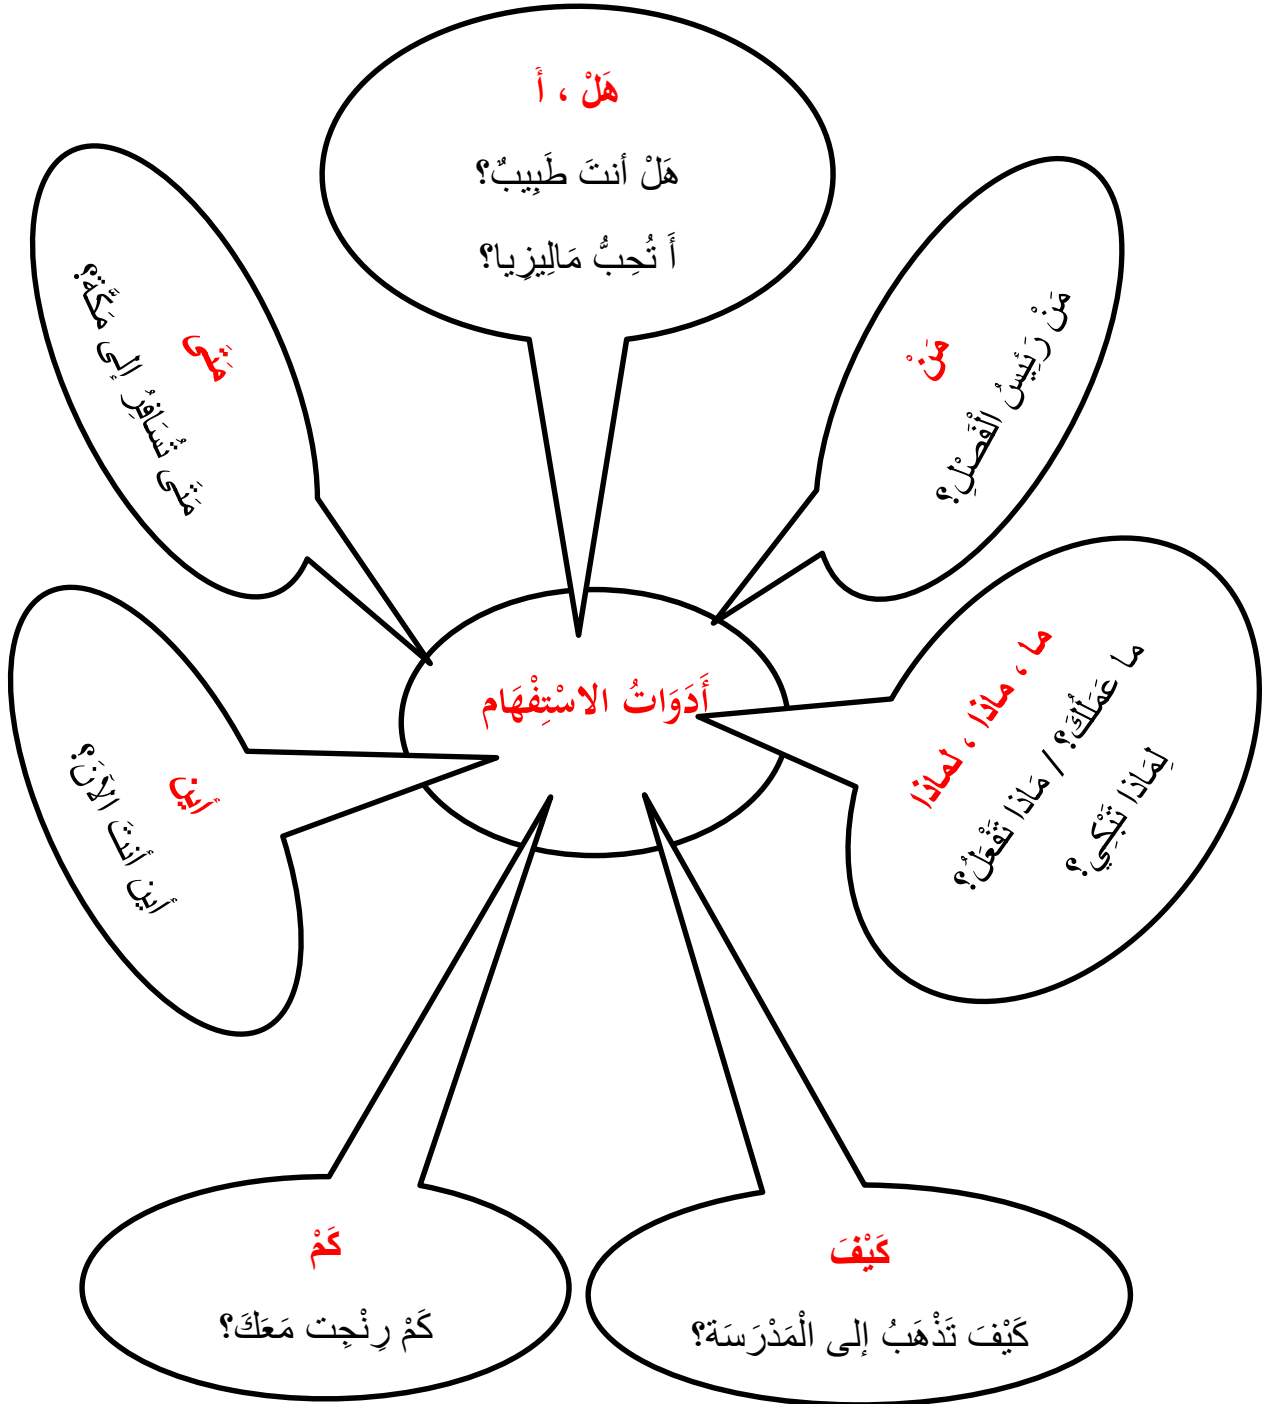 هَلْ ، أَ
هَلْ أنتَ طَبِيبٌ؟
أَ تُحِبُّ مَالِيزِيا؟
مَنْ
مَنْ رَئِيسُ الْفَصْلِ؟
مَتَى
مَتَى تُسَافِرُ إلى مَكَّة؟
أَدَوَاتُ الاسْتِفْهَام
ما ، ماذا ، لماذا
ما عَمَلُكَ؟ / مَاذا تَفْعَلُ؟
لِمَاذا تَبْكِي؟
أين
أين أنتَ الآنَ؟
كَيْفَ
كَيْفَ تَذْهَبُ إلى الْمَدْرَسَة؟
كَمْ
كَمْ رِنْجِت مَعَكَ؟